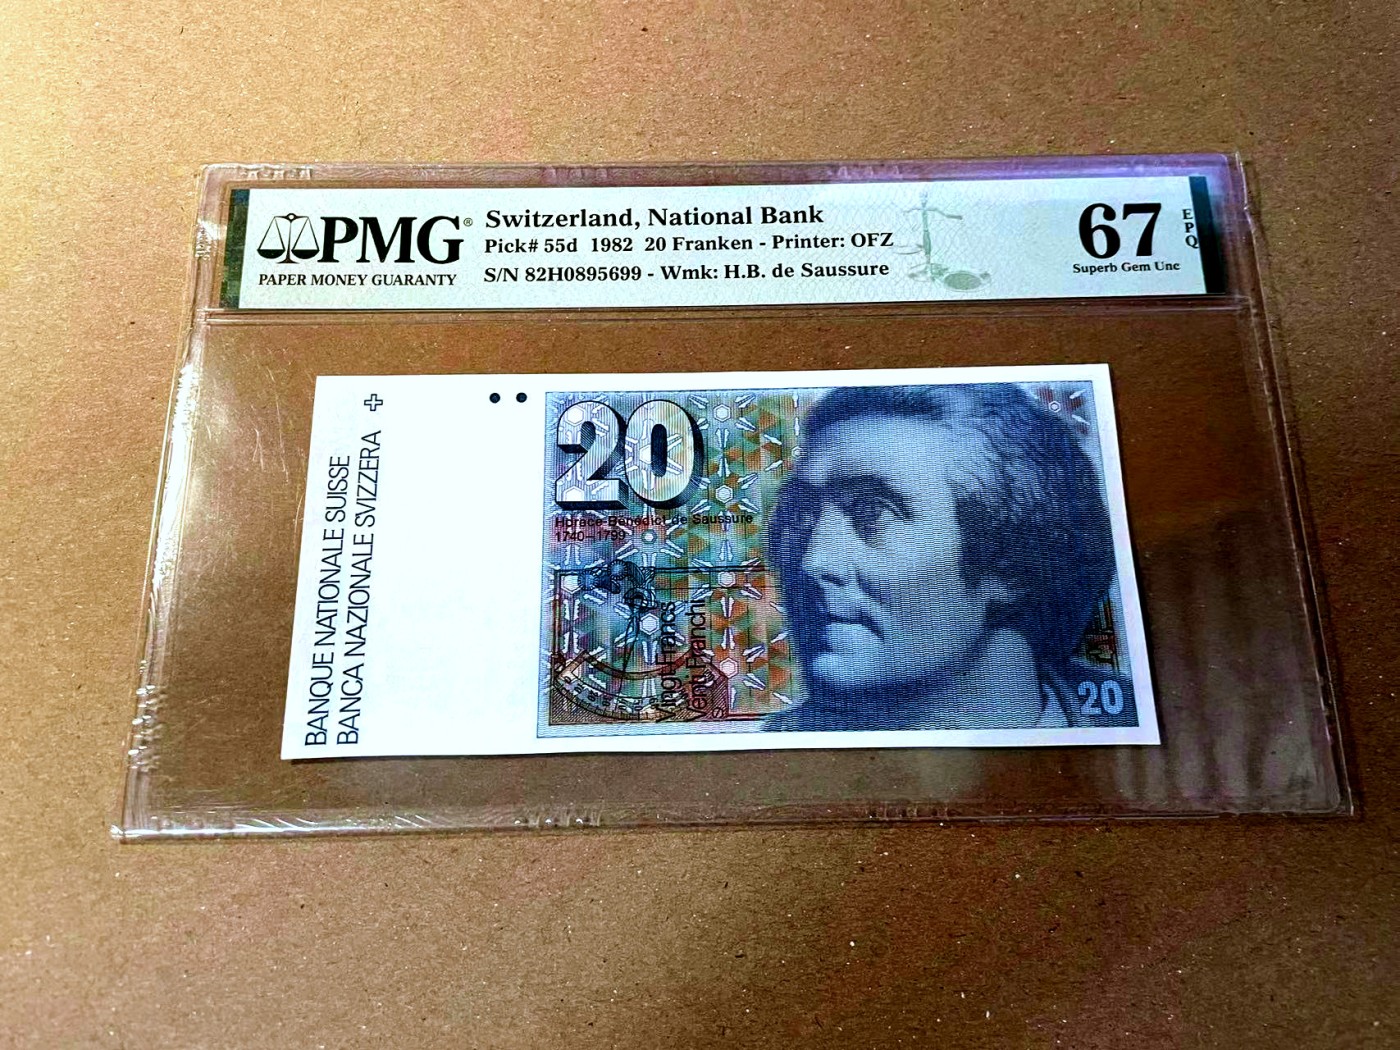 PMG®
PAPER MONEY GUARANTY
Switzerland, National Bank
Pick# 55d 1982 20 Franken - Printer: OFZ
S/N 82H0895699 - Wmk: H.B. de Saussure
67
Superb Gem Unc
EPQ
BANQUE NATIONALE SUISSE
BANCA NAZIONALE SVIZZERA
20
Horace-Bénédict de Saussure
1740–1799
Vingt Francs
Venti Franchi
20